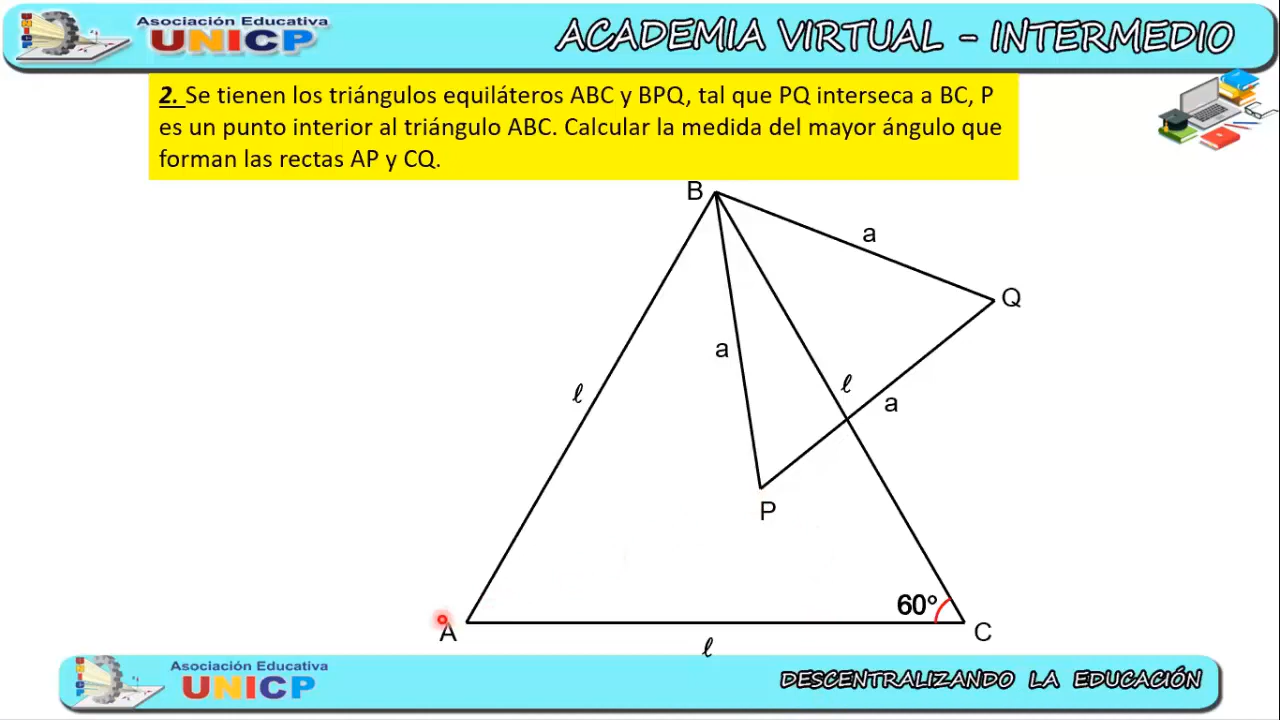 Asociación Educativa
UNICP
ACADEMIA VIRTUAL - INTERMEDIO
2. Se tienen los triángulos equiláteros ABC y BPQ, tal que PQ interseca a BC, P
es un punto interior al triángulo ABC. Calcular la medida del mayor ángulo que
forman las rectas AP y CQ.
B
a
Q
a
ℓ
ℓ
a
P
60°
A
C
ℓ
Asociación Educativa
UNICP
DESCENTRALIZANDO LA EDUCACIÓN